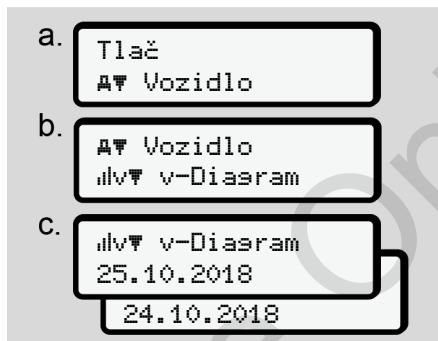 a.
Tlač
Vozidlo
b.
Vozidlo
v v-Diagram
c.
v v-Diagram
25.10.2018
24.10.2018